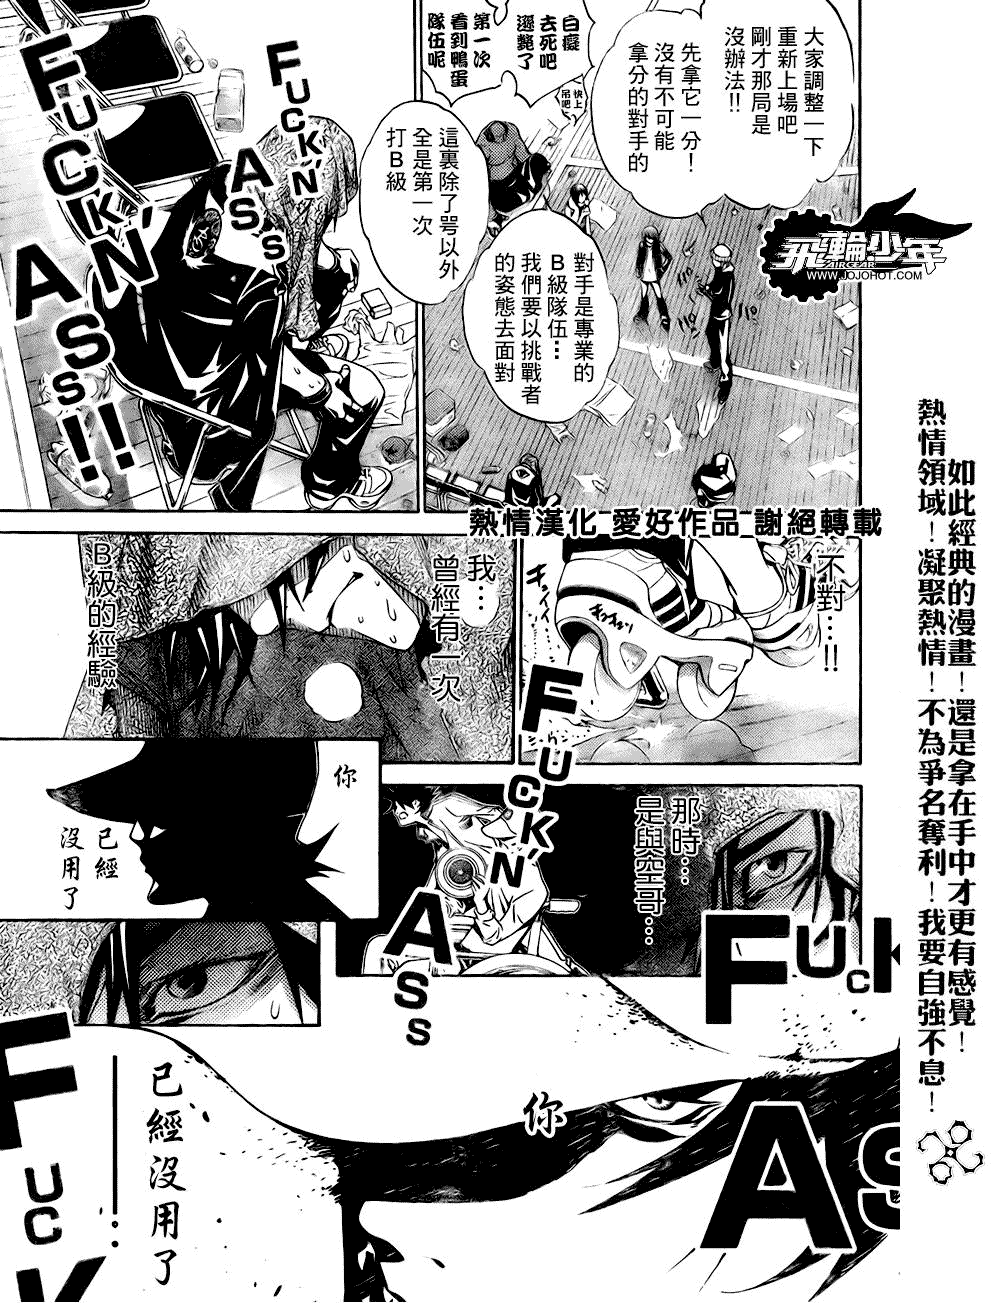 大家調整一下
重新上場吧
剛才那局是
沒辦法!!
先拿它一分!
沒有不可能
拿分的對手的
白癡
去死吧
遜斃了
第一次
看到鴨蛋
隊伍呢
快上
吊吧
對手是專業的
B級隊伍…
我們要以挑戰者
的姿態去面對
這裏除了咢以外
全是第一次
打B級
FUCK'N
ASS
FUCK'N
ASS!!
飛輪少年
AIR GEAR
WWW.JOJOHOT.COM
熱情漢化 愛好作品 謝絕轉載
不對…!!
我…
曾經有一次
B級的經驗
FUCK'N
ASS
那時…
是與空哥…
你
已經
沒用了
FUCK
AS
你
已經沒用了
…
FUCK
如此經典的漫畫!還是拿在手中才更有感覺!
熱情領域!凝聚熱情!不為爭名奪利!我要自強不息!